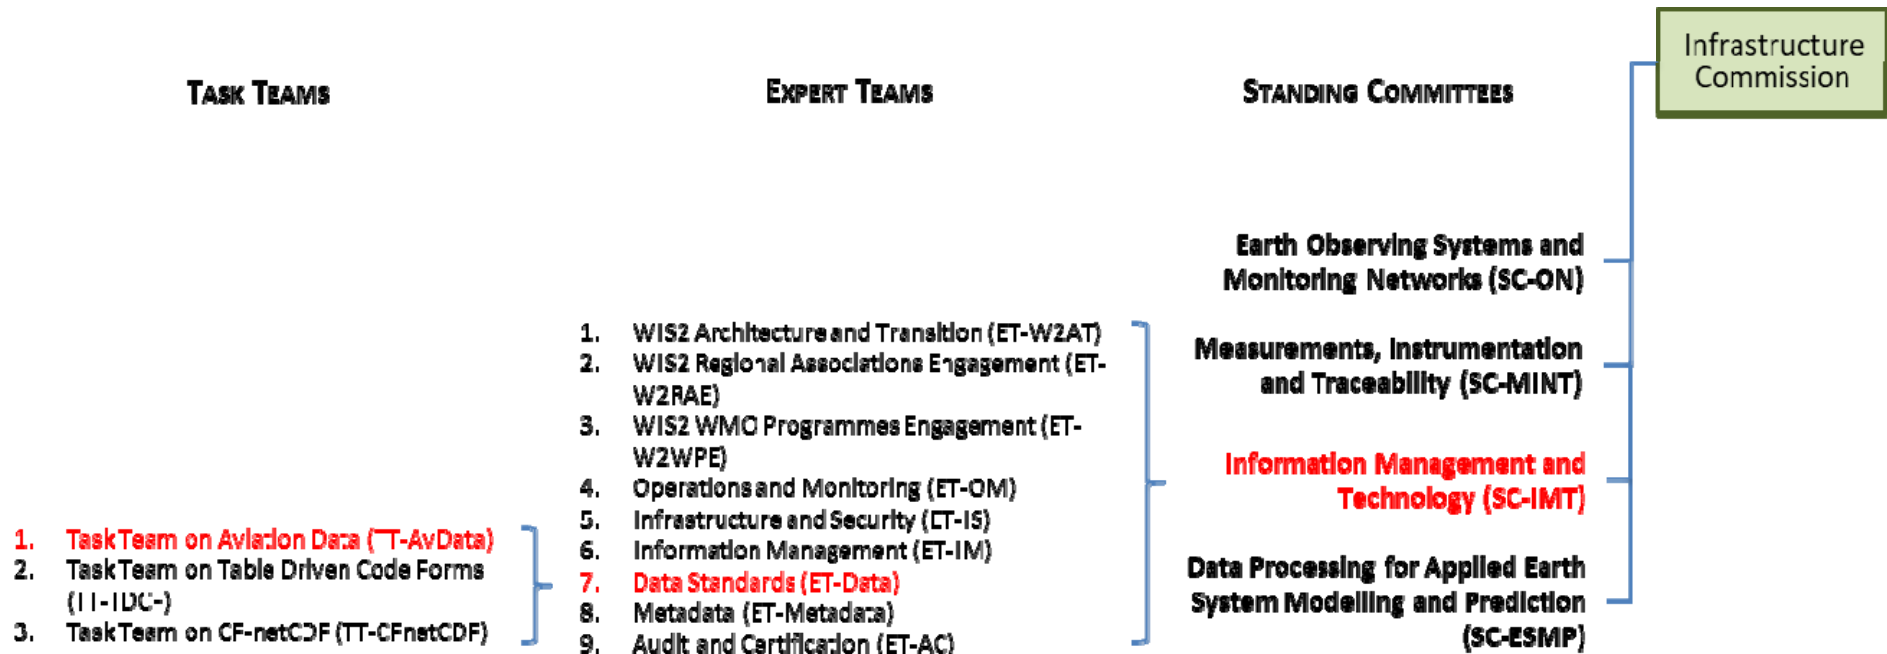 Infrastructure
Commission
TASK TEAMS
EXPERT TEAMS
STANDING COMMITTEES
1. Task Team on Aviation Data (TT-AvData)
2. Task Team on Table Driven Code Forms
3. Task Team on CF-netCDF (TT-CFnetCDF)
1. WIS2 Architecture and Transition (ET-W2AT)
2. WIS2 Regional Associations Engagement (ET-
W2RAE)
3. WIS2 WMO Programmes Engagement (ET-
W2WPE)
4. Operations and Monitoring (ET-OM)
5. Infrastructure and Security (ET-IS)
6. Information Management (ET-IM)
7. Data Standards (ET-Data)
8. Metadata (ET-Metadata)
9. Audit and Certification (ET-AC)
Earth Observing Systems and
Monitoring Networks (SC-ON)
Measurements, Instrumentation
and Traceability (SC-MINT)
Information Management and
Technology (SC-IMT)
Data Processing for Applied Earth
System Modelling and Prediction
(SC-ESMP)